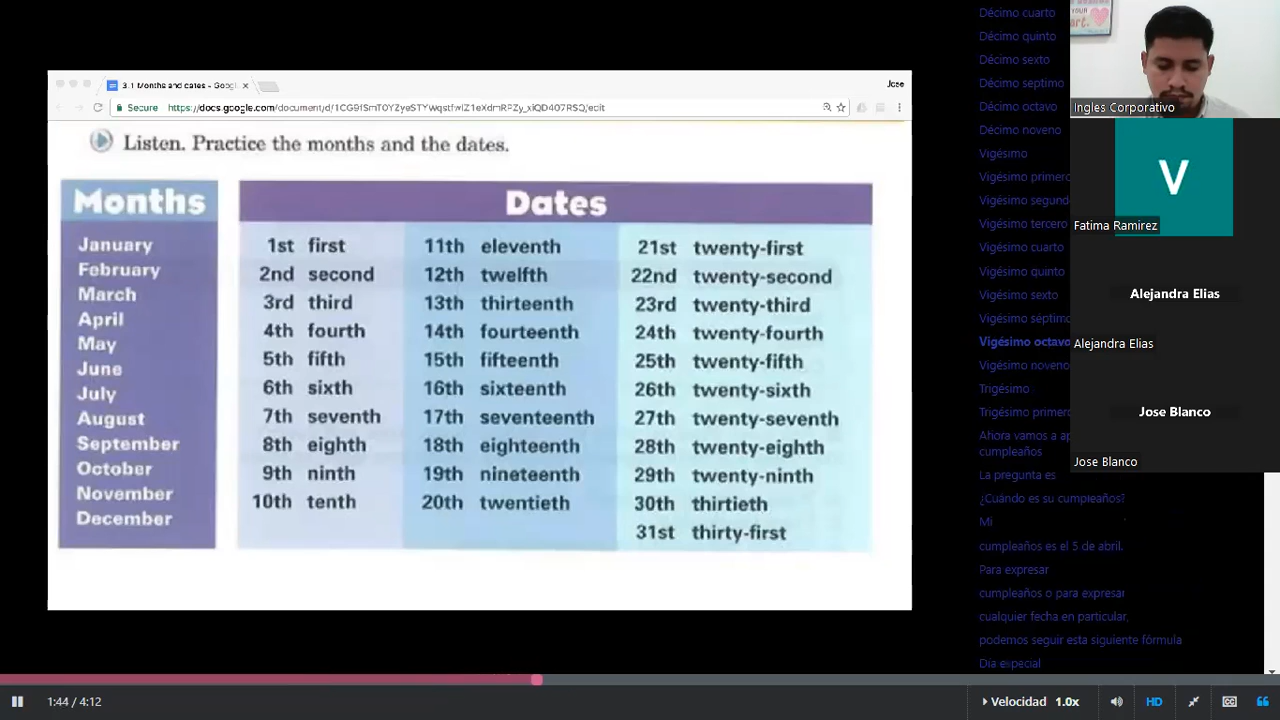 3.1 Months and dates - Googl
Jose
Secure
https://docs.google.com/document/d/
/edit
Listen. Practice the months and the dates.
Months
January
February
March
April
May
June
July
August
September
October
November
December
Dates
1st first
2nd second
3rd third
4th fourth
5th fifth
6th sixth
7th seventh
8th eighth
9th ninth
10th tenth
11th eleventh
12th twelfth
13th thirteenth
14th fourteenth
15th fifteenth
16th sixteenth
17th seventeenth
18th eighteenth
19th nineteenth
20th twentieth
21st twenty-first
22nd twenty-second
23rd twenty-third
24th twenty-fourth
25th twenty-fifth
26th twenty-sixth
27th twenty-seventh
28th twenty-eighth
29th twenty-ninth
30th thirtieth
31st thirty-first
Décimo cuarto
Décimo quinto
Décimo sexto
Décimo septimo
Décimo octavo
Décimo noveno
Vigésimo
Vigésimo primero
Vigésimo segund
Vigésimo tercero
Vigésimo cuarto
Vigésimo quinto
Vigésimo sexto
Vigésimo séptimo
Vigésimo octavo
Vigésimo noveno
Trigésimo
Trigésimo primero
Ahora vamos a ap
cumpleaños
La pregunta es
¿Cuándo es su cumpleaños?
Mi
cumpleaños es el 5 de abril.
Para expresar
cumpleaños o para expresar
cualquier fecha en particular,
podemos seguir esta siguiente fórmula
Día especial
Ingles Corporativo
V
Fatima Ramirez
Alejandra Elias
Alejandra Elias
Jose Blanco
Jose Blanco
1:44 / 4:12
Velocidad 1.0x
HD
CC